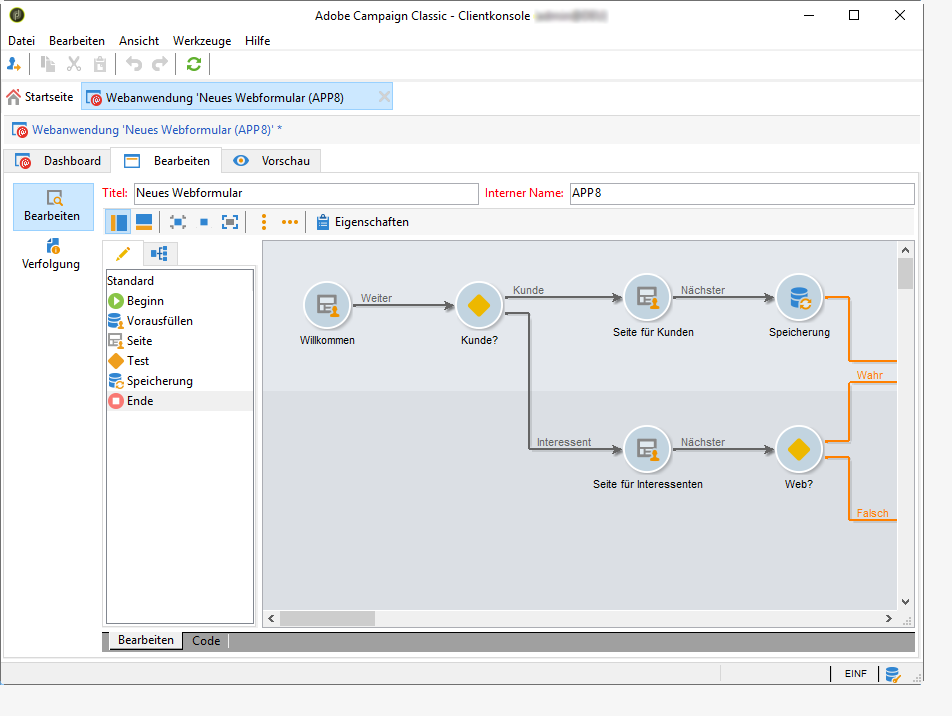 Adobe Campaign Classic - Clientkonsole
Datei Bearbeiten Ansicht Werkzeuge Hilfe
Startseite Webanwendung 'Neues Webformular (APP8)
Webanwendung 'Neues Webformular (APP8)' *
Dashboard Bearbeiten Vorschau
Bearbeiten
Verfolgung
Titel: Neues Webformular Interner Name: APP8
Eigenschaften
Standard
Beginn
Vorausfüllen
Seite
Test
Speicherung
Ende
Weiter Kunde Nächster
Willkommen Kunde? Seite für Kunden Speicherung
Wahr
Interessent Nächster
Seite für Interessenten Web?
Falsch
Bearbeiten Code
EINF